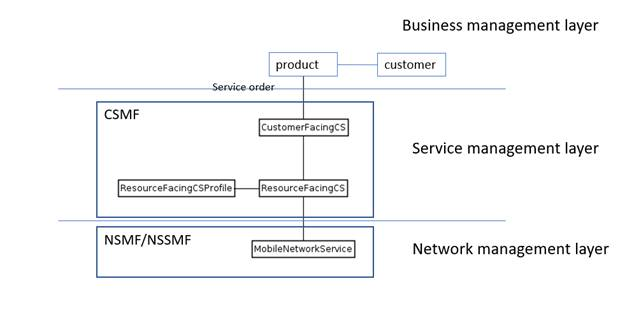 Business management layer
product
customer
Service order
CSMF
CustomerFacingCS
Service management layer
ResourceFacingCSProfile
ResourceFacingCS
NSMF/NSSMF
MobileNetworkService
Network management layer